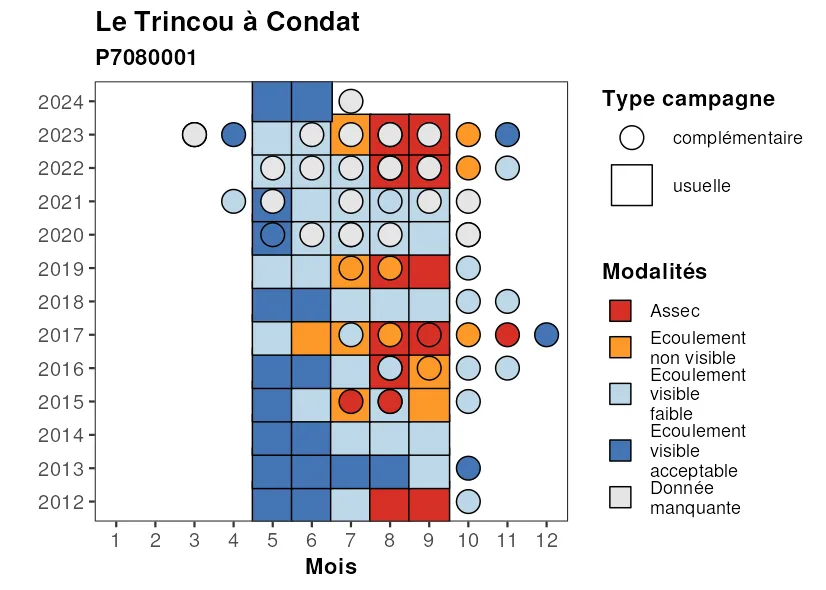 Le Trincou à Condat
P7080001
2024
2023
2022
2021
2020
2019
2018
2017
2016
2015
2014
2013
2012
1 2 3 4 5 6 7 8 9 10 11 12
Mois
Type campagne
complémentaire
usuelle
Modalités
Assec
Ecoulement
non visible
Ecoulement
visible
faible
Ecoulement
visible
acceptable
Donnée
manquante